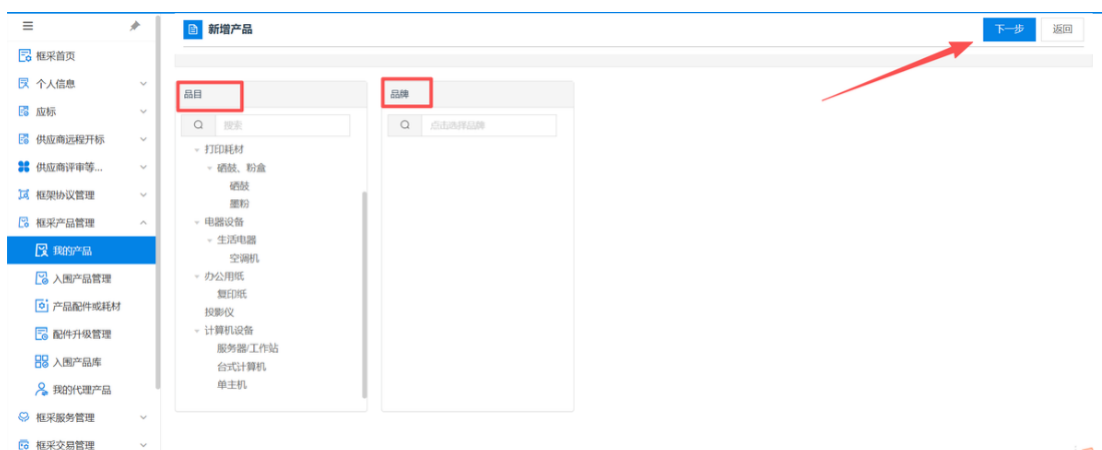 框采首页
个人信息
应标
供应商远程开标
供应商评审等...
框架协议管理
框采产品管理
我的产品
入围产品管理
产品配件或耗材
配件升级管理
入围产品库
我的代理产品
框采服务管理
框采交易管理
新增产品
下一步
返回
品目
搜索
打印耗材
硒鼓、粉盒
硒鼓
墨粉
电器设备
生活电器
空调机
办公用纸
复印纸
投影仪
计算机设备
服务器/工作站
台式计算机
单主机
品牌
点击选择品牌